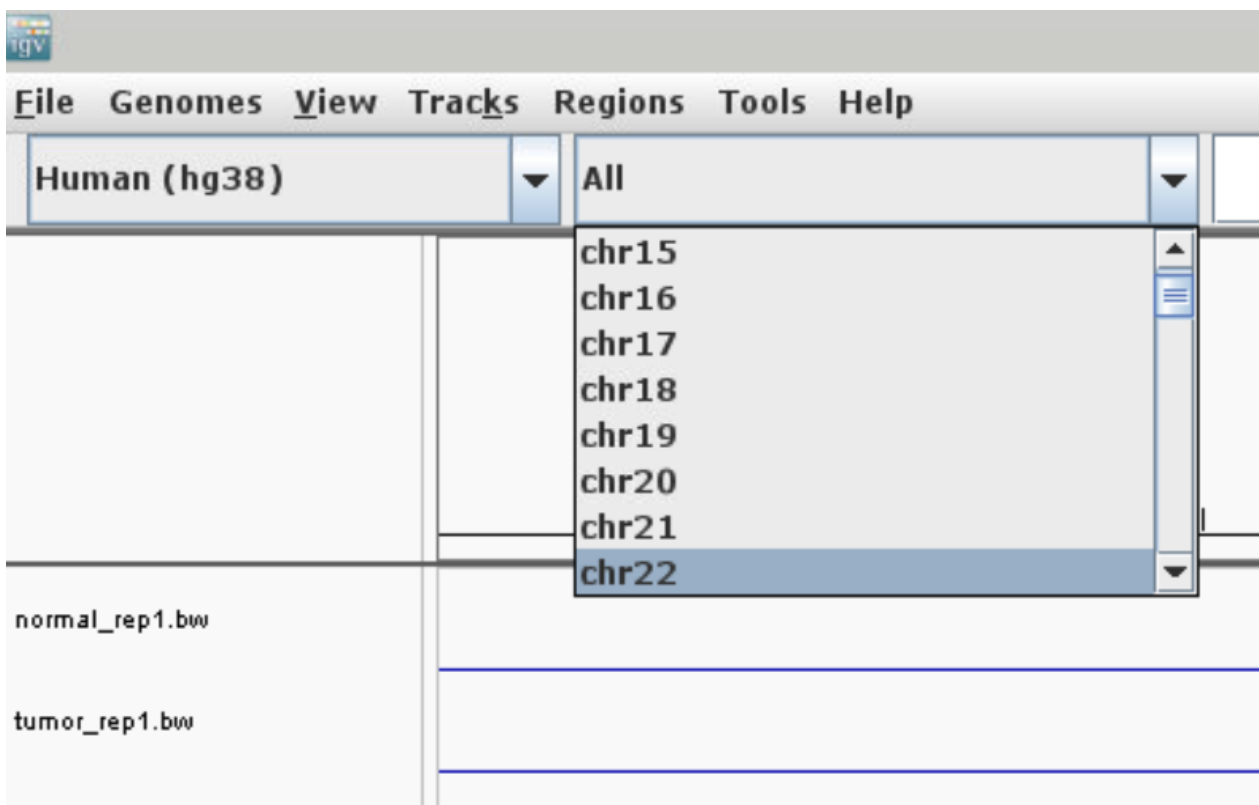 igv
File Genomes View Tracks Regions Tools Help
Human (hg38) All
chr15
chr16
chr17
chr18
chr19
chr20
chr21
chr22
normal_rep1.bw
tumor_rep1.bw